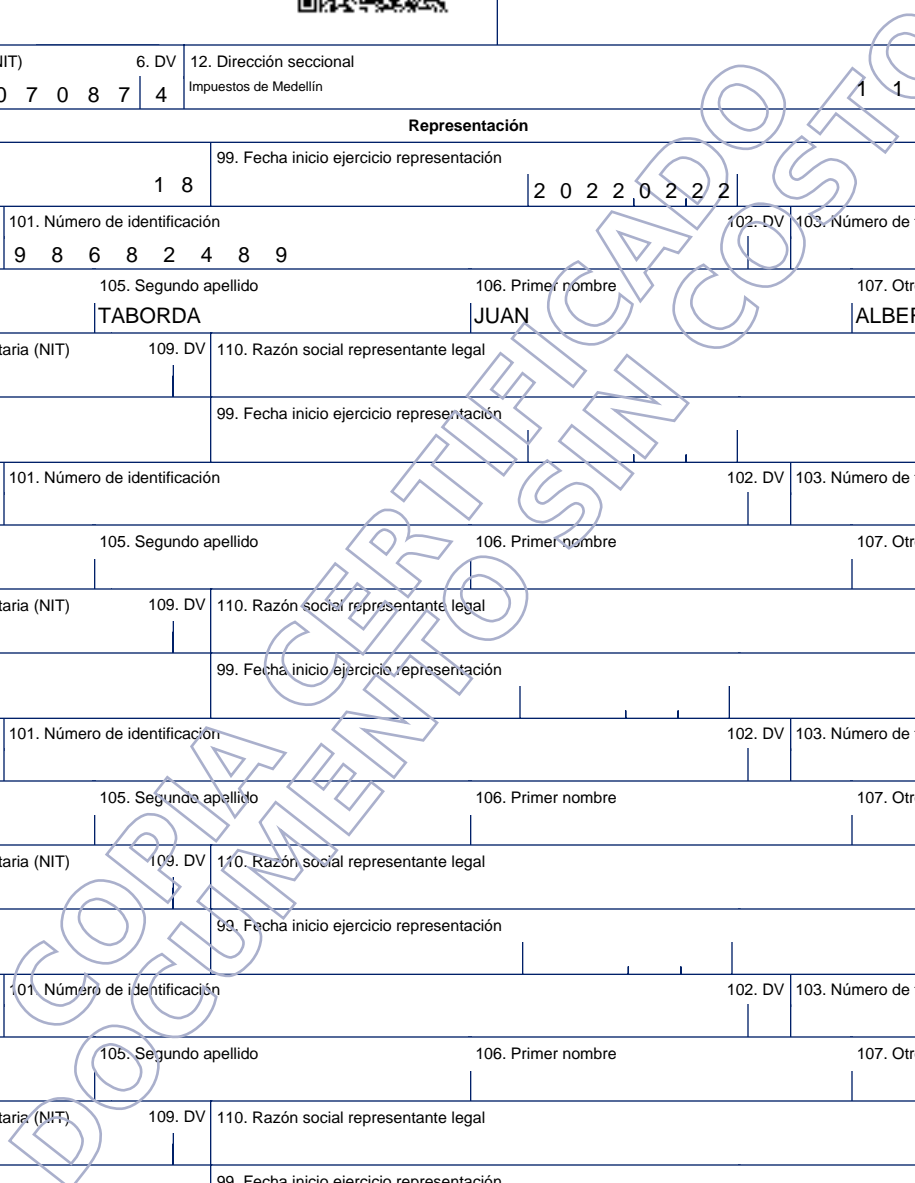 NIT) 6. DV 12. Dirección seccional
0 7 0 8 7 4 Impuestos de Medellín 1 1
Representación
99. Fecha inicio ejercicio representación
1 8 2 0 2 2 0 2 2 2
101. Número de identificación 102. DV 103. Número de
9 8 6 8 2 4 8 9
105. Segundo apellido 106. Primer nombre 107. Otr
TABORDA JUAN ALBER
taria (NIT) 109. DV 110. Razón social representante legal
99. Fecha inicio ejercicio representación
101. Número de identificación 102. DV 103. Número de
105. Segundo apellido 106. Primer nombre 107. Otr
taria (NIT) 109. DV 110. Razón social representante legal
99. Fecha inicio ejercicio representación
101. Número de identificación 102. DV 103. Número de
105. Segundo apellido 106. Primer nombre 107. Otr
taria (NIT) 109. DV 110. Razón social representante legal
99. Fecha inicio ejercicio representación
101. Número de identificación 102. DV 103. Número de
105. Segundo apellido 106. Primer nombre 107. Otr
taria (NIT) 109. DV 110. Razón social representante legal
99. Fecha inicio ejercicio representación
COPIA CERTIFICADO
DOCUMENTO SIN COSTO